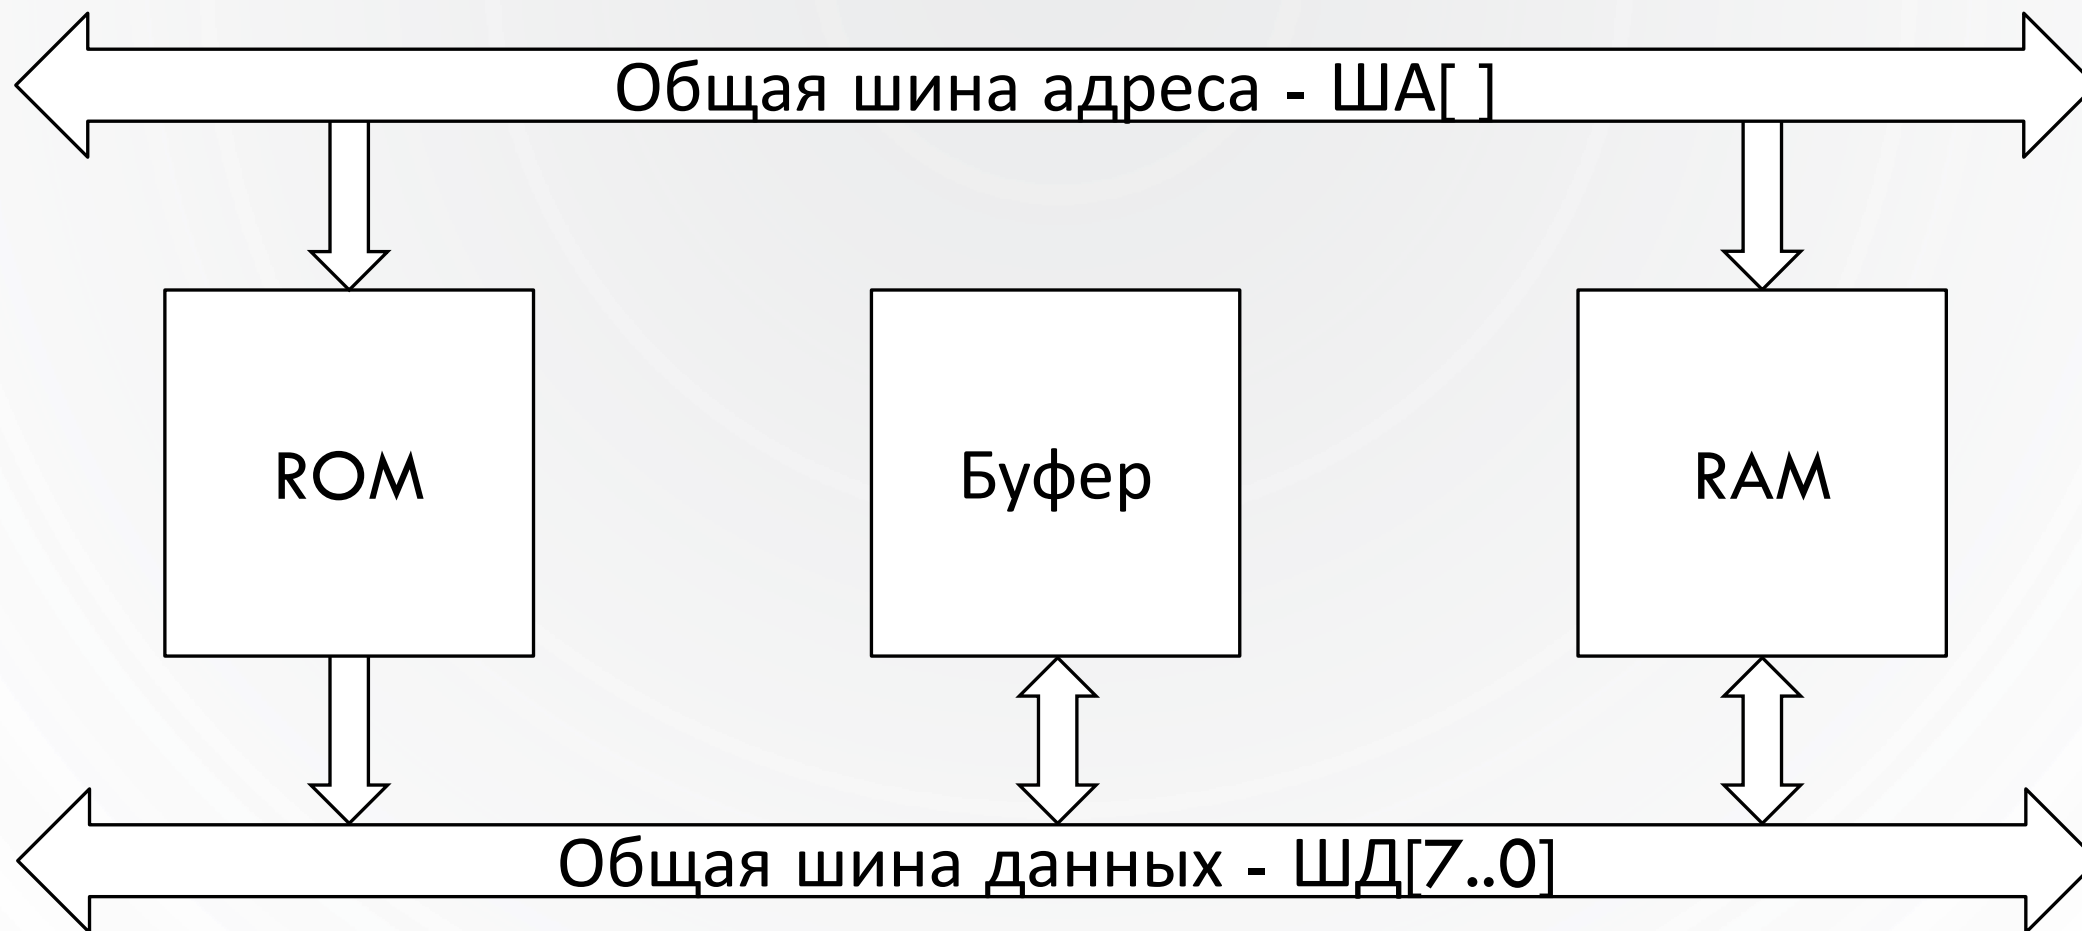 Общая шина адреса - ША[ ]
ROM
Буфер
RAM
Общая шина данных - ШД[7..0]